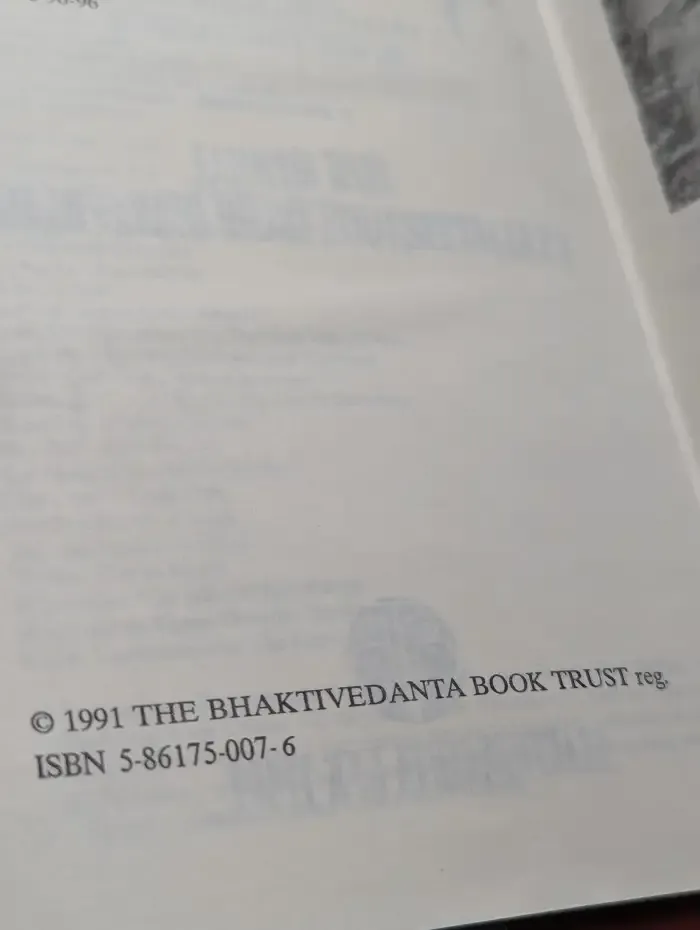 © 1991 THE BHAKTIVEDANTA BOOK TRUST reg.
ISBN 5-86175-007-6